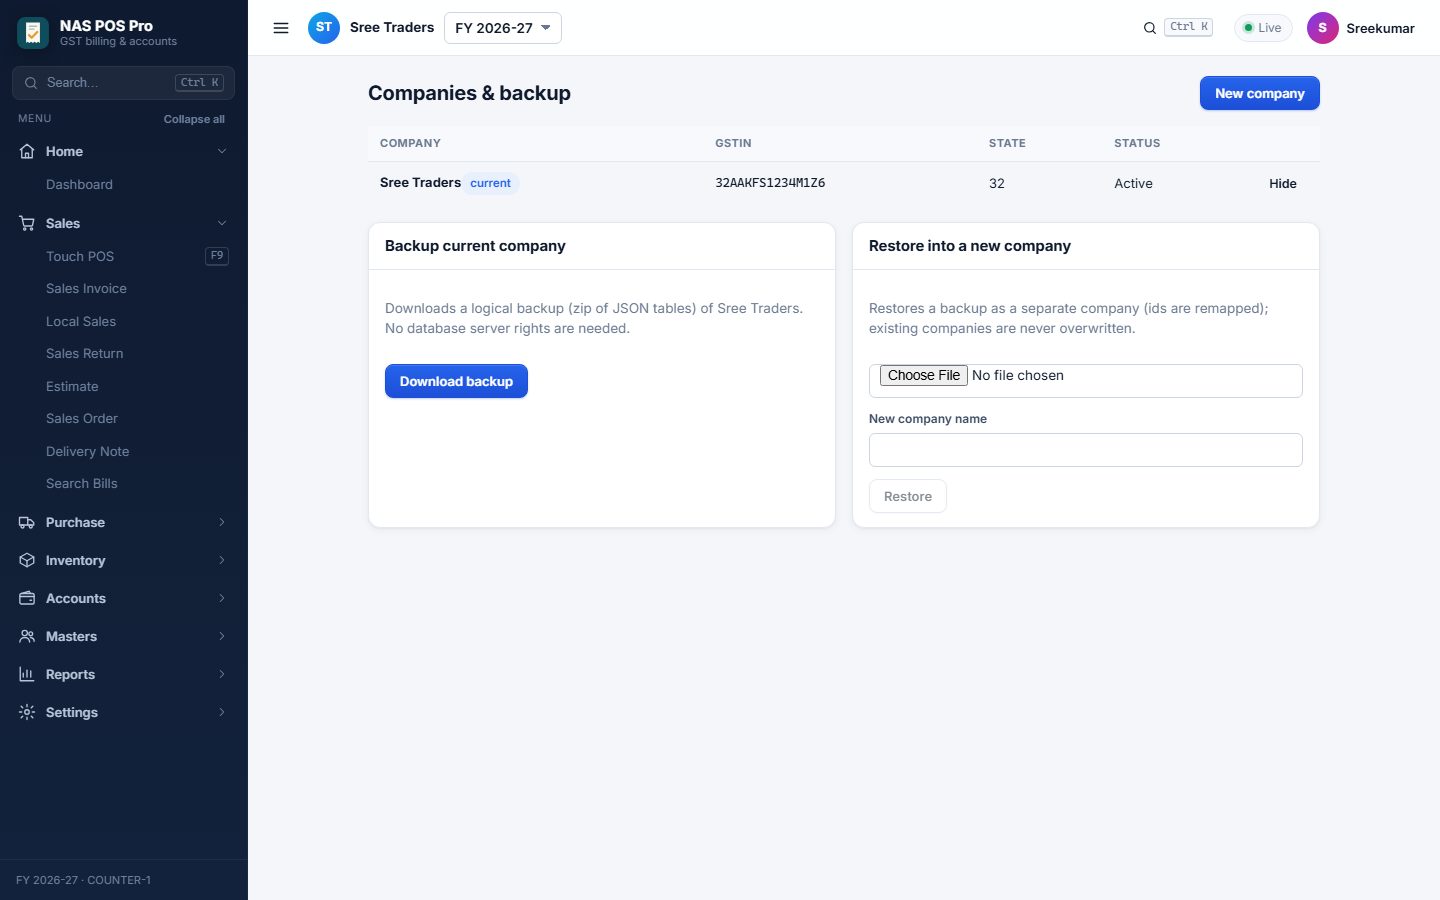 NAS POS Pro
GST billing & accounts
Search...
Ctrl K
MENU
Collapse all
Home
Dashboard
Sales
Touch POS
F9
Sales Invoice
Local Sales
Sales Return
Estimate
Sales Order
Delivery Note
Search Bills
Purchase
Inventory
Accounts
Masters
Reports
Settings
FY 2026-27 · COUNTER-1
ST
Sree Traders
FY 2026-27
Ctrl K
Live
S
Sreekumar
Companies & backup
New company
COMPANY GSTIN STATE STATUS
Sree Traders current 32AAKFS1234M1Z6 32 Active Hide
Backup current company
Downloads a logical backup (zip of JSON tables) of Sree Traders.
No database server rights are needed.
Download backup
Restore into a new company
Restores a backup as a separate company (ids are remapped);
existing companies are never overwritten.
Choose File No file chosen
New company name
Restore